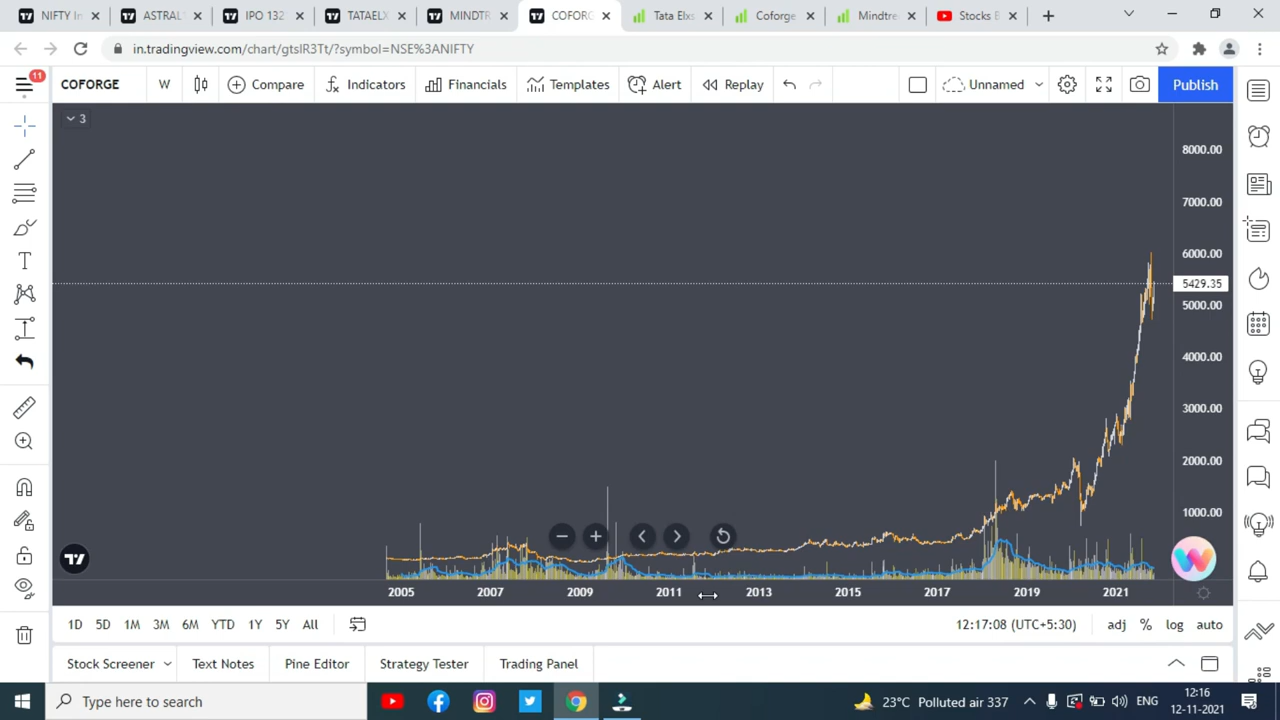 NIFTY In
ASTRAL
IPO 132
TATAELX
MINDTR
COFORG
Tata Elxs
Coforge
Mindtre
Stocks B
in.tradingview.com/chart/gtsIR3Tt/?symbol=NSE%3ANIFTY
11
COFORGE
W
Compare
Indicators
Financials
Templates
Alert
Replay
Unnamed
Publish
3
8000.00
7000.00
6000.00
5429.35
5000.00
4000.00
3000.00
2000.00
1000.00
2005 2007 2009 2011 2013 2015 2017 2019 2021
1D 5D 1M 3M 6M YTD 1Y 5Y All
12:17:08 (UTC+5:30)
adj % log auto
Stock Screener
Text Notes
Pine Editor
Strategy Tester
Trading Panel
Type here to search
23°C Polluted air 337
ENG
12:16
12-11-2021